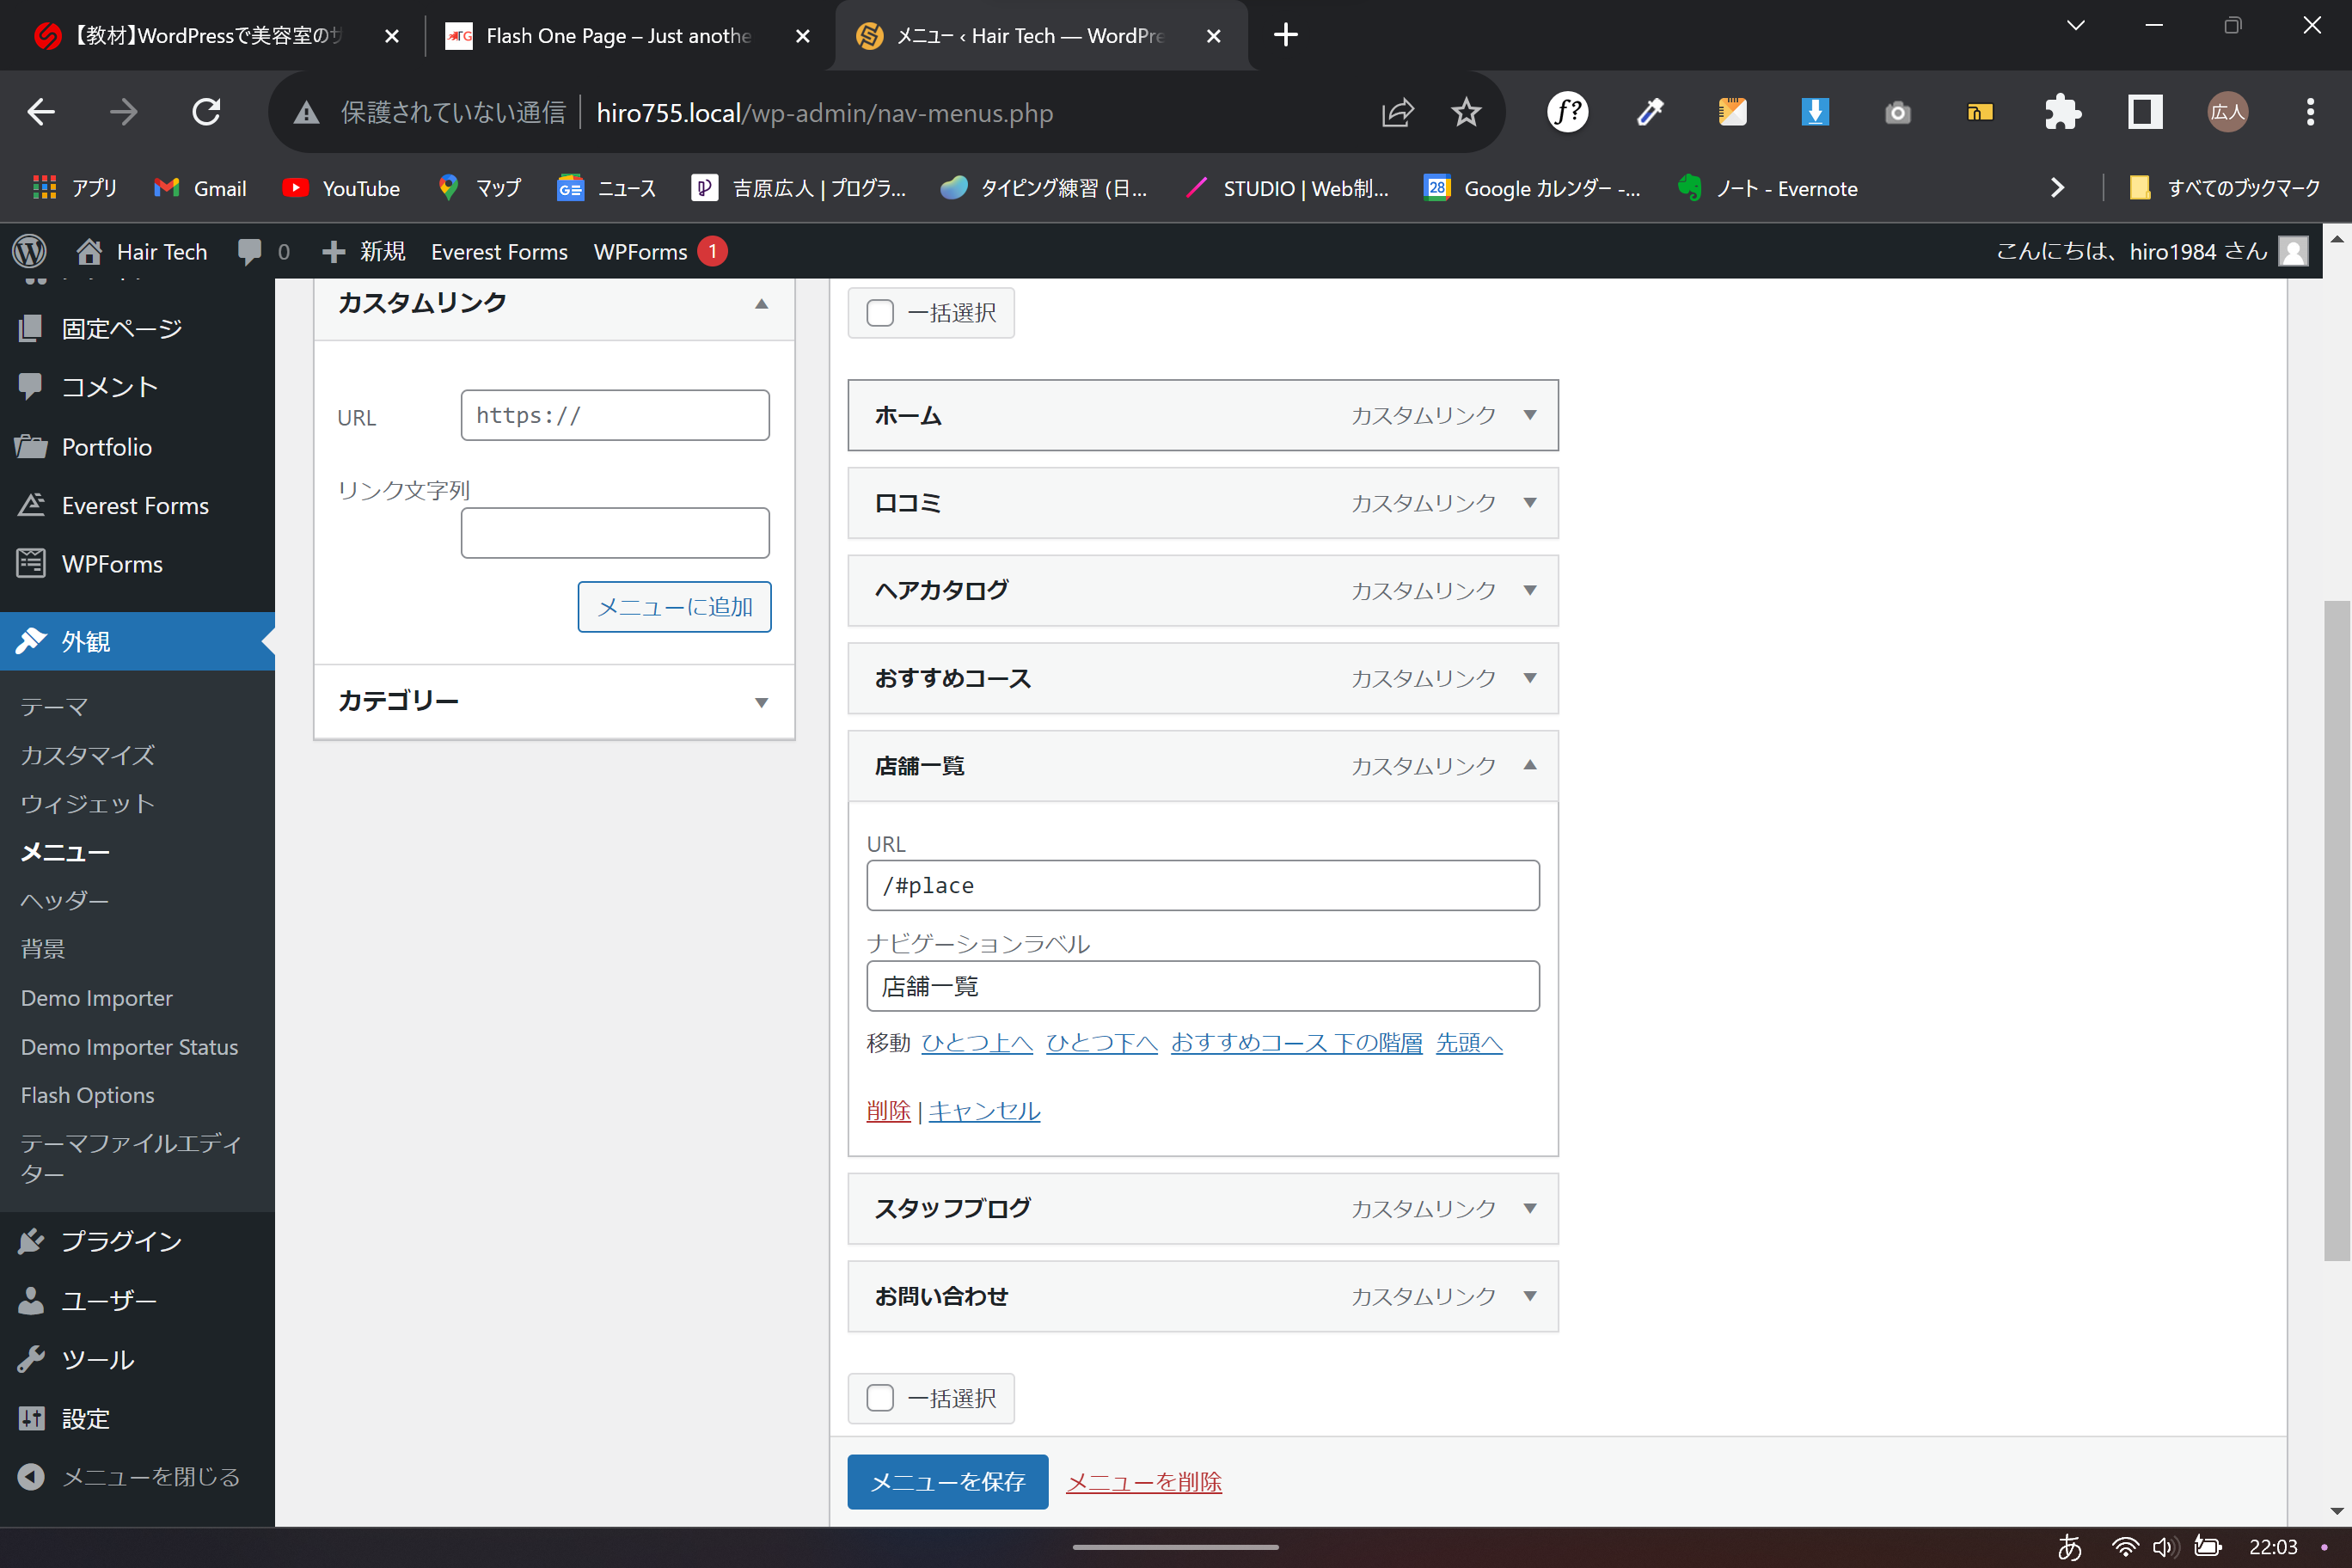 【教材】WordPressで美容室のサ
Flash One Page – Just anothe
メニュー ‹ Hair Tech — WordPre
保護されていない通信
hiro755.local/wp-admin/nav-menus.php
f?
広人
アプリ
Gmail
YouTube
マップ
ニュース
吉原広人 | プログラ...
タイピング練習 (日...
STUDIO | Web制...
28
Google カレンダー -...
ノート - Evernote
すべてのブックマーク
Hair Tech
0
新規
Everest Forms
WPForms
1
こんにちは、hiro1984 さん
固定ページ
コメント
Portfolio
Everest Forms
WPForms
外観
テーマ
カスタマイズ
ウィジェット
メニュー
ヘッダー
背景
Demo Importer
Demo Importer Status
Flash Options
テーマファイルエディ
ター
プラグイン
ユーザー
ツール
設定
メニューを閉じる
カスタムリンク
URL
https://
リンク文字列
メニューに追加
カテゴリー
一括選択
ホーム
カスタムリンク
口コミ
カスタムリンク
ヘアカタログ
カスタムリンク
おすすめコース
カスタムリンク
店舗一覧
カスタムリンク
URL
/#place
ナビゲーションラベル
店舗一覧
移動 ひとつ上へ ひとつ下へ おすすめコース 下の階層 先頭へ
削除 | キャンセル
スタッフブログ
カスタムリンク
お問い合わせ
カスタムリンク
一括選択
メニューを保存
メニューを削除
あ
22:03